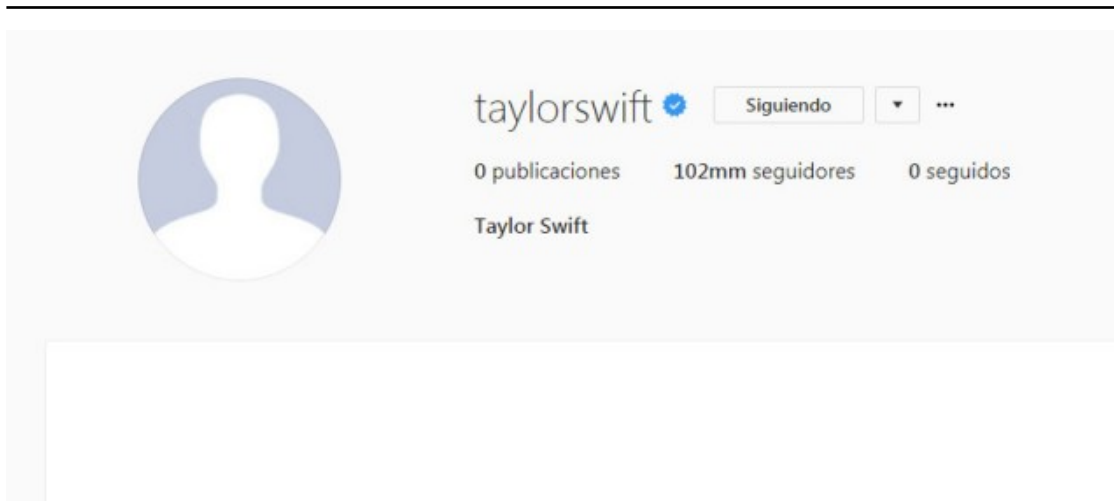 taylorswift Siguiendo
0 publicaciones 102mm seguidores 0 seguidos
Taylor Swift